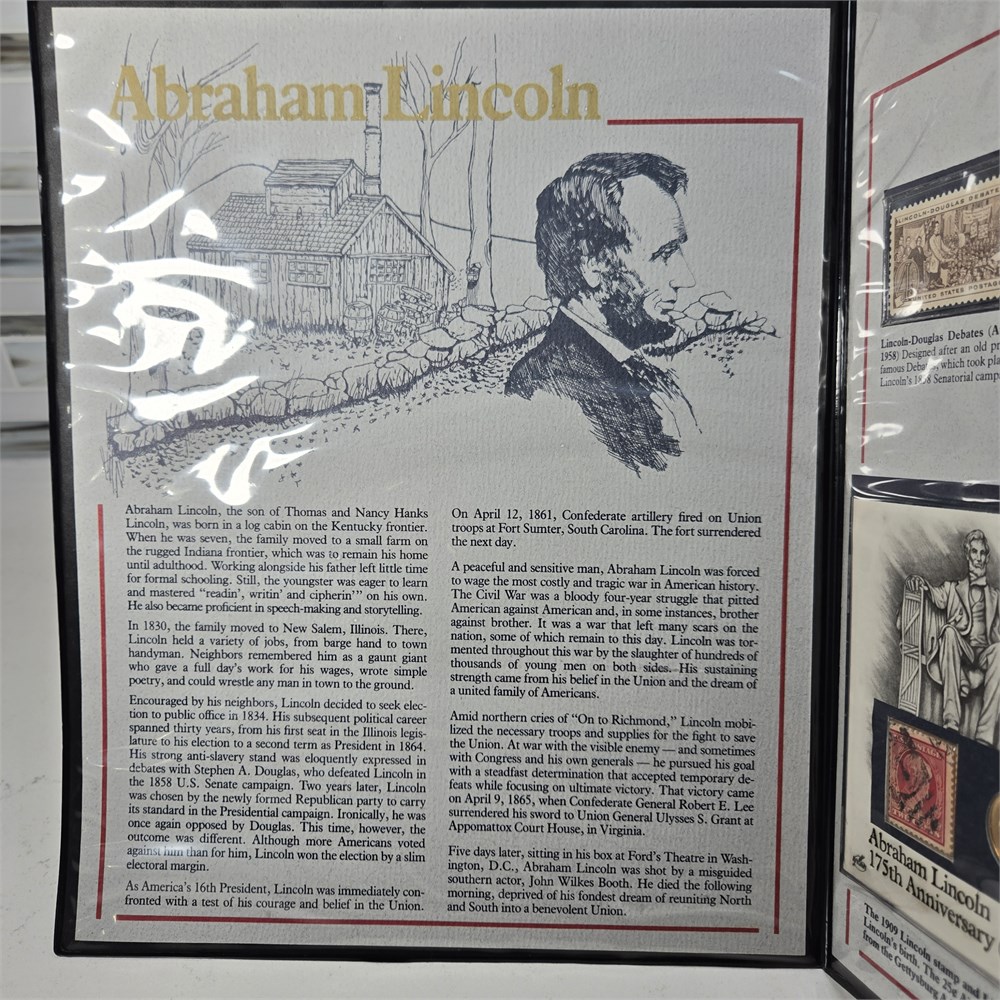 Abraham Lincoln
Abraham Lincoln, the son of Thomas and Nancy Hanks
Lincoln, was born in a log cabin on the Kentucky frontier.
When he was seven, the family moved to a small farm on
the rugged Indiana frontier, which was to remain his home
until adulthood. Working alongside his father left little time
for formal schooling. Still, the youngster was eager to learn
and mastered "readin', writin' and cipherin'" on his own.
He also became proficient in speech-making and storytelling.
In 1830, the family moved to New Salem, Illinois. There,
Lincoln held a variety of jobs, from barge hand to town
handyman. Neighbors remembered him as a gaunt giant
who gave a full day's work for his wages, wrote simple
poetry, and could wrestle any man in town to the ground.
Encouraged by his neighbors, Lincoln decided to seek elec-
tion to public office in 1834. His subsequent political career
spanned thirty years, from his first seat in the Illinois legis-
lature to his election to a second term as President in 1864.
His strong anti-slavery stand was eloquently expressed in
debates with Stephen A. Douglas, who defeated Lincoln in
the 1858 U.S. Senate campaign. Two years later, Lincoln
was chosen by the newly formed Republican party to carry
its standard in the Presidential campaign. Ironically, he was
once again opposed by Douglas. This time, however, the
outcome was different. Although more Americans voted
against him than for him, Lincoln won the election by a slim
electoral margin.
As America's 16th President, Lincoln was immediately con-
fronted with a test of his courage and belief in the Union.
On April 12, 1861, Confederate artillery fired on Union
troops at Fort Sumter, South Carolina. The fort surrendered
the next day.
A peaceful and sensitive man, Abraham Lincoln was forced
to wage the most costly and tragic war in American history.
The Civil War was a bloody four-year struggle that pitted
American against American and, in some instances, brother
against brother. It was a war that left many scars on the
nation, some of which remain to this day. Lincoln was tor-
mented throughout this war by the slaughter of hundreds of
thousands of young men on both sides. His sustaining
strength came from his belief in the Union and the dream of
a united family of Americans.
Amid northern cries of "On to Richmond," Lincoln mobi-
lized the necessary troops and supplies for the fight to save
the Union. At war with the visible enemy — and sometimes
with Congress and his own generals — he pursued his goal
with a steadfast determination that accepted temporary de-
feats while focusing on ultimate victory. That victory came
on April 9, 1865, when Confederate General Robert E. Lee
surrendered his sword to Union General Ulysses S. Grant at
Appomattox Court House, in Virginia.
Five days later, sitting in his box at Ford's Theatre in Wash-
ington, D.C., Abraham Lincoln was shot by a misguided
southern actor, John Wilkes Booth. He died the following
morning, deprived of his fondest dream of reuniting North
and South into a benevolent Union.
LINCOLN-DOUGLAS DEBATES
UNITED STATES POSTAGE
Lincoln-Douglas Debates (A
1958) Designed after an old pr
famous Debates, which took pla
Lincoln's 1858 Senatorial campa
Abraham Lincoln
175th Anniversary
The 1909 Lincoln stamp and
Lincoln's birth. The 25¢
from the Gettysburg